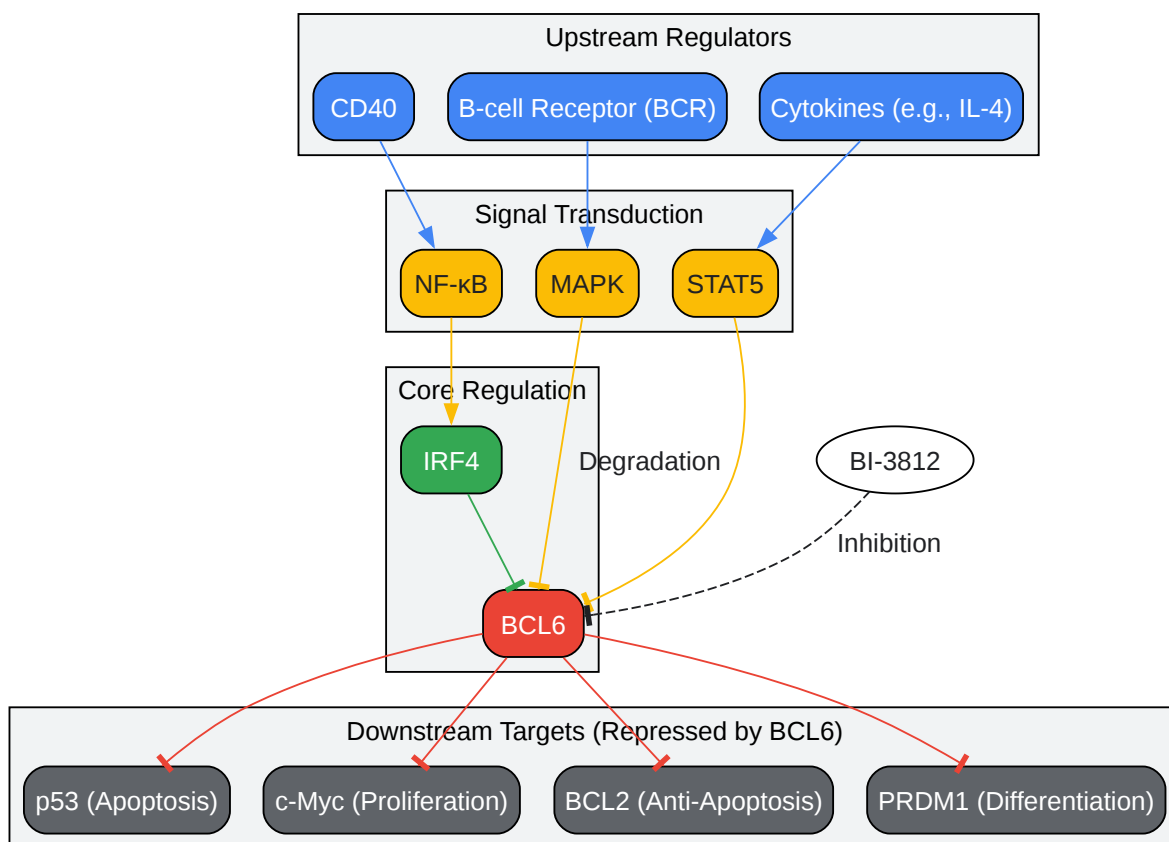 Upstream Regulators
CD40
B-cell Receptor (BCR)
Cytokines (e.g., IL-4)
Signal Transduction
NF-κB
MAPK
STAT5
Core Regulation
IRF4
Degradation
BI-3812
Inhibition
BCL6
Downstream Targets (Repressed by BCL6)
p53 (Apoptosis)
c-Myc (Proliferation)
BCL2 (Anti-Apoptosis)
PRDM1 (Differentiation)